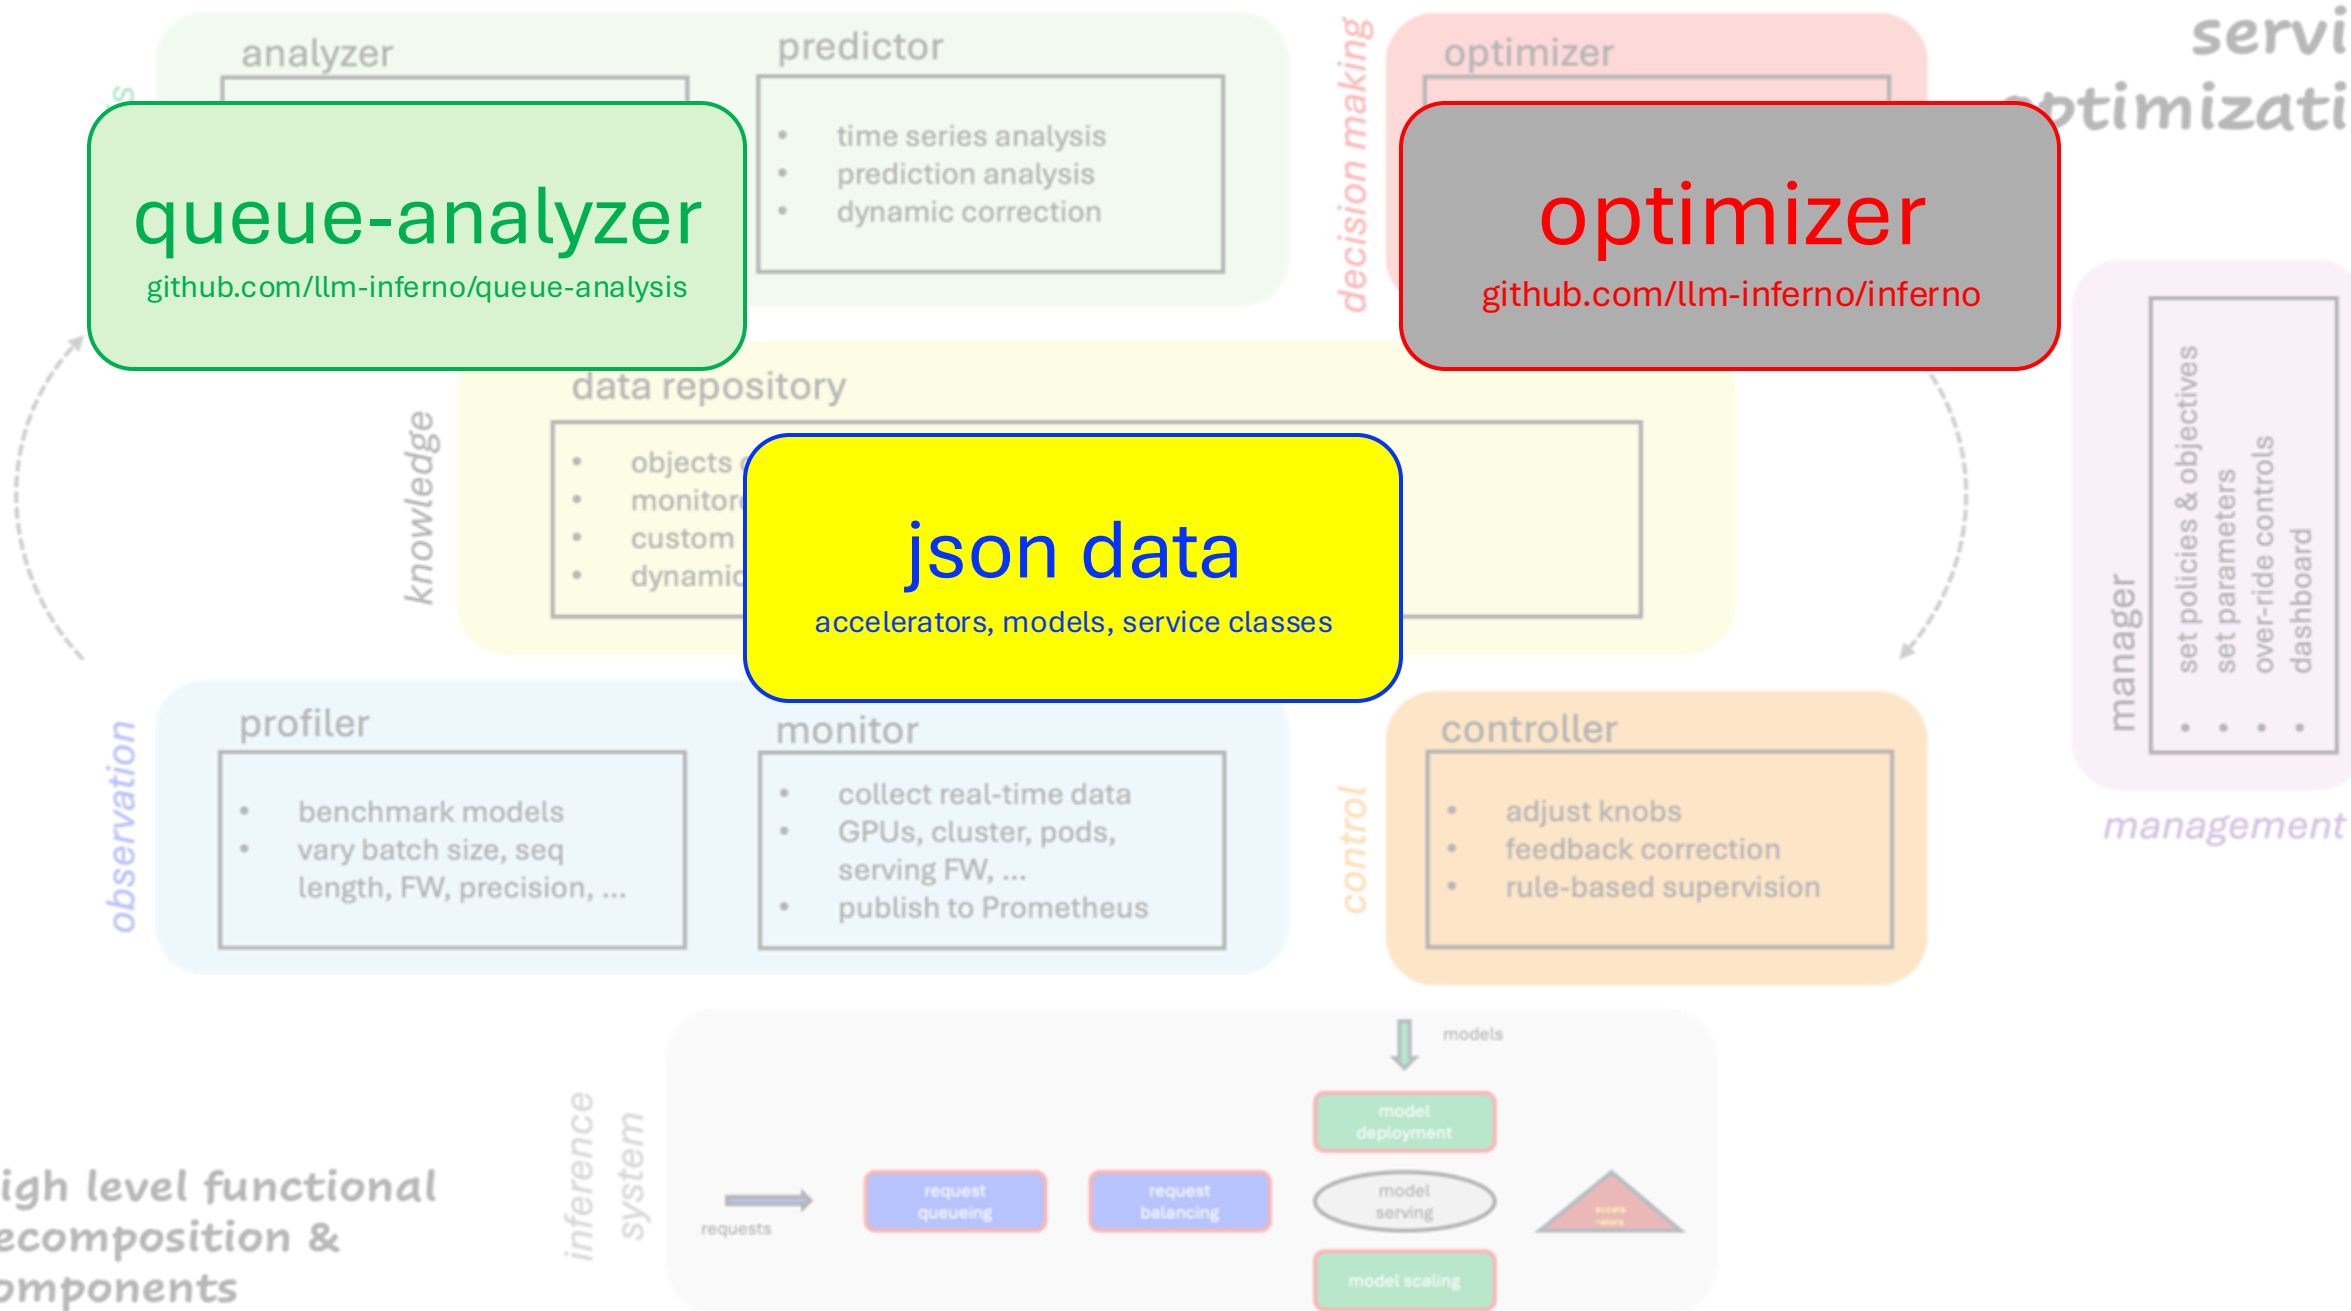 analyzer
queue-analyzer
github.com/llm-inferno/queue-analysis
predictor
• time series analysis
• prediction analysis
• dynamic correction
decision making
optimizer
optimizer
github.com/llm-inferno/inferno
servi
optimizati
knowledge
data repository
• objects
• monitor
• custom
• dynamic
json data
accelerators, models, service classes
manager
• set policies & objectives
• set parameters
• over-ride controls
• dashboard
management
observation
profiler
• benchmark models
• vary batch size, seq
length, FW, precision, ...
monitor
• collect real-time data
• GPUs, cluster, pods,
serving FW, ...
• publish to Prometheus
control
controller
• adjust knobs
• feedback correction
• rule-based supervision
inference
system
requests
request
queueing
request
balancing
models
model
deployment
model
serving
model scaling
accele
rators
igh level functional
ecomposition &
omponents